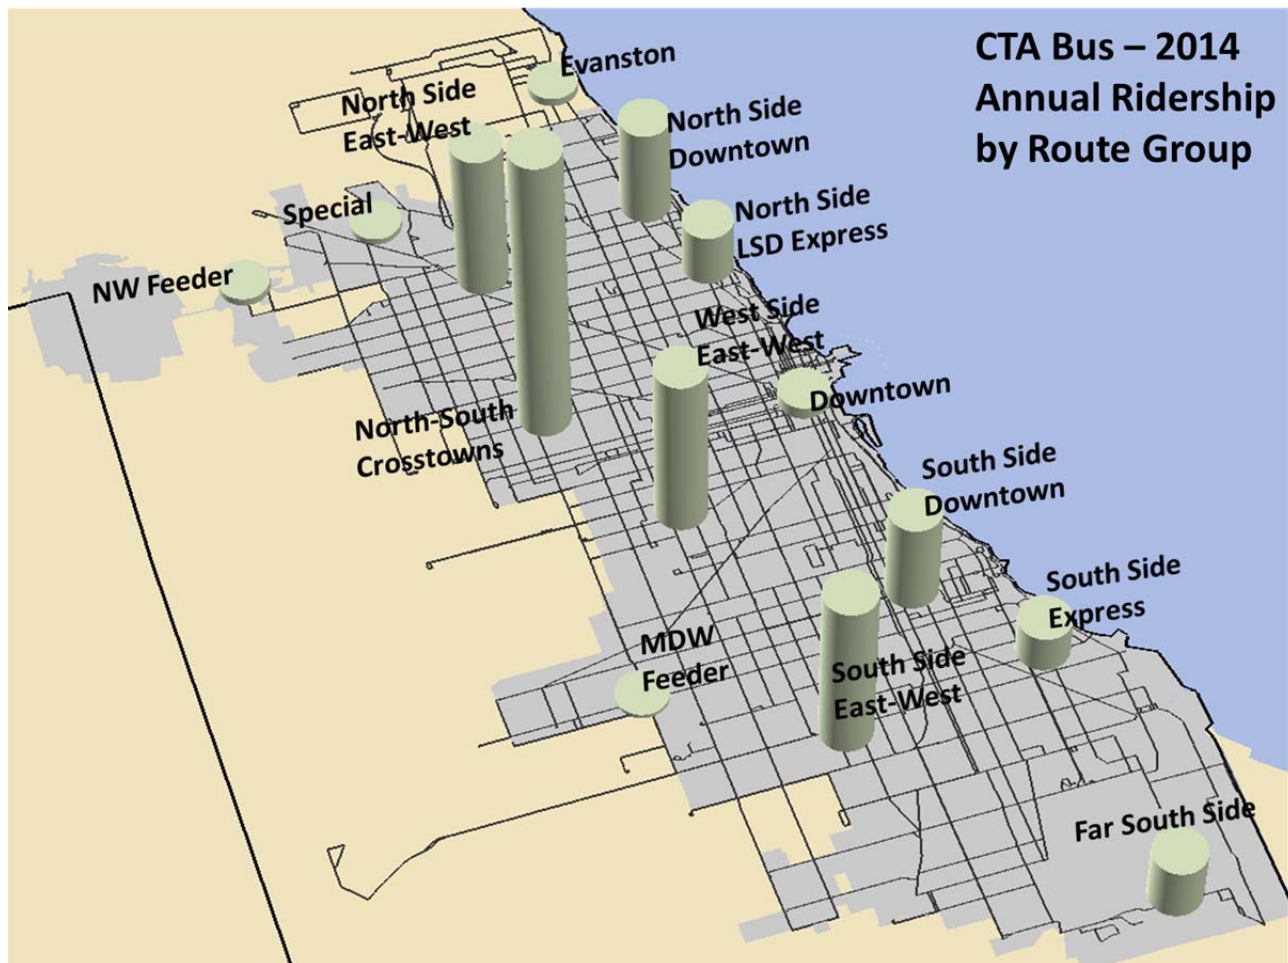 CTA Bus – 2014
Annual Ridership
by Route Group
Evanston
North Side
East-West
North Side
Downtown
Special
North Side
LSD Express
NW Feeder
West Side
East-West
Downtown
North-South
Crosstowns
South Side
Downtown
South Side
Express
MDW
Feeder
South Side
East-West
Far South Side